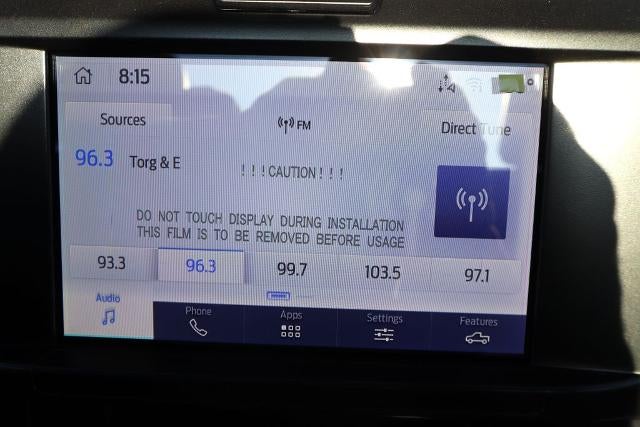 8:15
Sources
FM
Direct Tune
96.3
Torg & E
! ! ! CAUTION ! ! !
DO NOT TOUCH DISPLAY DURING INSTALLATION
THIS FILM IS TO BE REMOVED BEFORE USAGE
93.3
96.3
99.7
103.5
97.1
Audio
Phone
Apps
Settings
Features